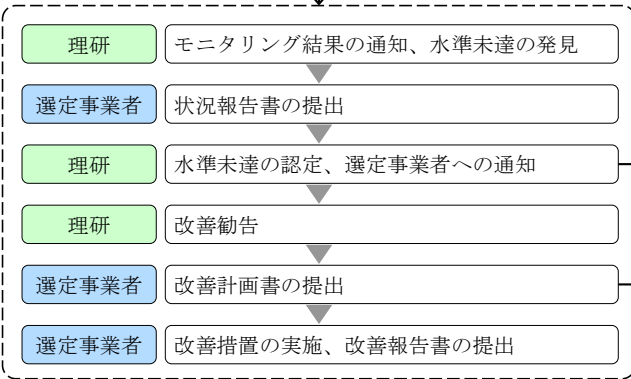 理研 モニタリング結果の通知、水準未達の発見
選定事業者 状況報告書の提出
理研 水準未達の認定、選定事業者への通知
理研 改善勧告
選定事業者 改善計画書の提出
選定事業者 改善措置の実施、改善報告書の提出